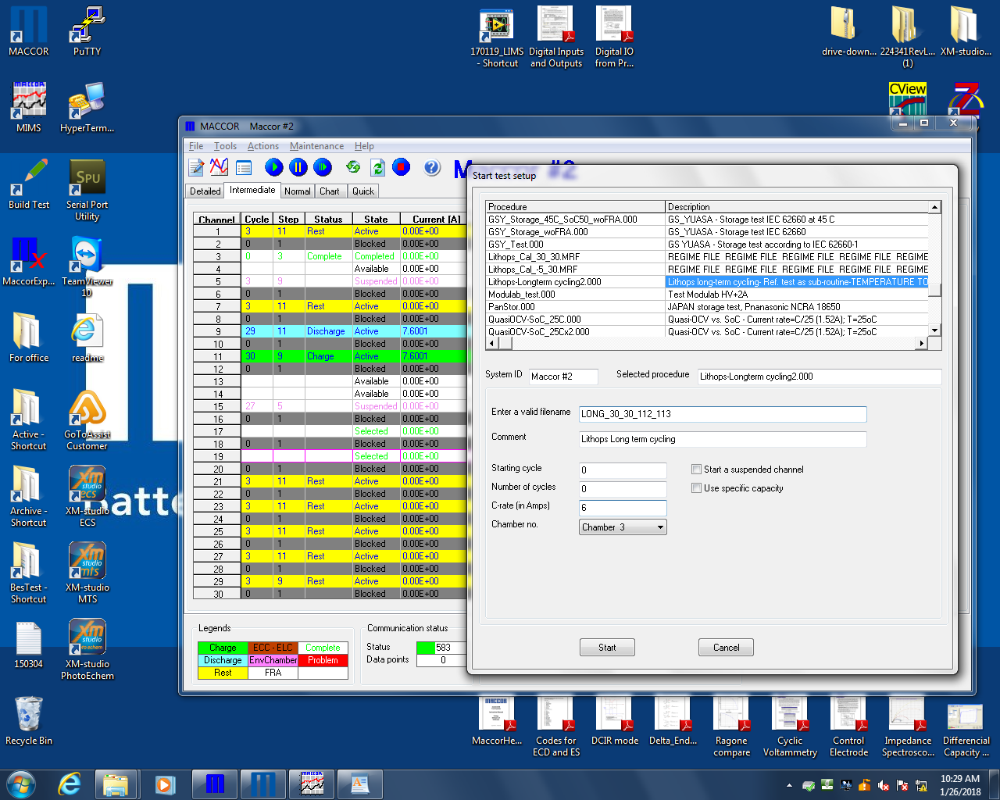 MACCOR
PuTTY
170119_LIMS
- Shortcut
Digital Inputs
and Outputs
Digital IO
from Pr...
drive-down...
224341RevL...
(1)
XM-studio...
MIMS
HyperTerm...
CView
MACCOR Maccor #2
File Tools Actions Maintenance Help
Maccor #2
Detailed Intermediate Normal Chart Quick
Channel Cycle Step Status State Current [A]
1 3 11 Rest Active 0.00E+00
2 0 1 Blocked 0.00E+00
3 0 3 Complete Completed 0.00E+00
4 Available 0.00E+00
5 3 9 Suspended 0.00E+00
6 0 1 Blocked 0.00E+00
7 3 11 Rest Active 0.00E+00
8 0 1 Blocked 0.00E+00
9 29 11 Discharge Active 7.6001
10 0 1 Blocked 0.00E+00
11 30 9 Charge Active 7.6001
12 0 1 Blocked 0.00E+00
13 Available 0.00E+00
14 Available 0.00E+00
15 27 5 Suspended 0.00E+00
16 0 1 Blocked 0.00E+00
17 Selected 0.00E+00
18 0 1 Blocked 0.00E+00
19 Selected 0.00E+00
20 0 1 Blocked 0.00E+00
21 3 11 Rest Active 0.00E+00
22 0 1 Blocked 0.00E+00
23 3 11 Rest Active 0.00E+00
24 0 1 Blocked 0.00E+00
25 3 11 Rest Active 0.00E+00
26 0 1 Blocked 0.00E+00
27 3 11 Rest Active 0.00E+00
28 0 1 Blocked 0.00E+00
29 3 9 Rest Active 0.00E+00
30 0 1 Blocked 0.00E+00
Legends
Charge ECC - ELC Complete
Discharge EnvChamber Problem
Rest FRA
Communication status
Status 583
Data points 0
Start test setup
Procedure Description
GSY_Storage_45C_SoC50_woFRA.000 GS_YUASA - Storage test IEC 62660 at 45 C
GSY_Storage_woFRA.000 GS_YUASA - Storage test IEC 62660
GSY_Test.000 GS YUASA - Storage test according to IEC 62660-1
Lithops_Cal_30_30.MRF REGIME FILE REGIME FILE REGIME FILE REGIME
Lithops_Cal_-5_30.MRF REGIME FILE REGIME FILE REGIME FILE REGIME
Lithops-Longterm cycling2.000 Lithops long-term cycling- Ref. test as sub-routine-TEMPERATURE TO
Modulab_test.000 Test Modulab HV+2A
PanStor.000 JAPAN storage test, Pnanasonic NCRA 18650
QuasiOCV-SoC_25C.000 Quasi-OCV vs. SoC - Current rate=C/25 (1.52A); T=25oC
QuasiOCV-SoC_25Cx2.000 Quasi-OCV vs. SoC - Current rate=C/25 (1.52A); T=25oC
System ID Maccor #2 Selected procedure Lithops-Longterm cycling2.000
Enter a valid filename LONG_30_30_112_113
Comment Lithops Long term cycling
Starting cycle 0 Start a suspended channel
Number of cycles 0 Use specific capacity
C-rate (in Amps) 6
Chamber no. Chamber 3
Start Cancel
Build Test
SPU
Serial Port
Utility
MaccorExp...
TeamViewer
10
For office
readme
Active -
Shortcut
GoToAssist
Customer
Archive -
Shortcut
xm
studio
ecs
XM-studio
ECS
Batte
BesTest -
Shortcut
xm
studio
mts
XM-studio
MTS
150304
xm
studio
XM-studio
PhotoEchem
Recycle Bin
MaccorHe...
Codes for
ECD and ES
DCIR mode
Delta_End...
Ragone
compare
Cyclic
Voltammetry
Control
Electrode
Impedance
Spectrosco...
Differencial
Capacity ...
10:29 AM
1/26/2018